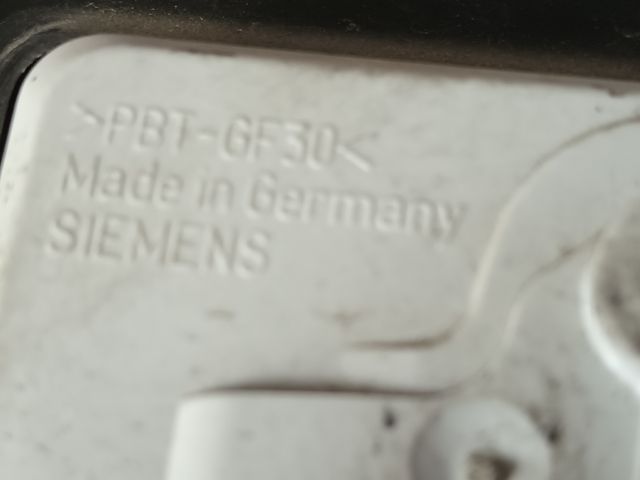 >PBT-GF30<
Made in Germany
SIEMENS